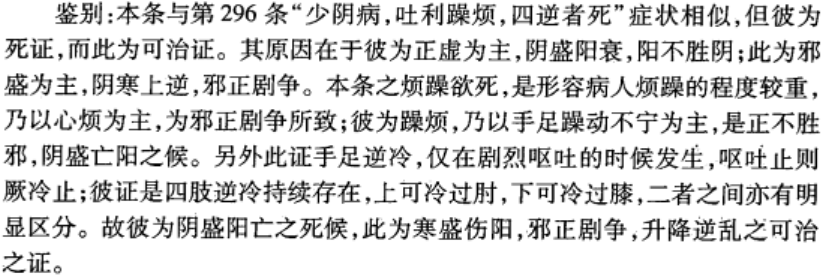 鉴别:本条与第 296 条“少阴病,吐利躁烦,四逆者死”症状相似,但彼为
死证,而此为可治证。其原因在于彼为正虚为主,阴盛阳衰,阳不胜阴;此为邪
盛为主,阴寒上逆,邪正剧争。本条之烦躁欲死,是形容病人烦躁的程度较重,
乃以心烦为主,为邪正剧争所致;彼为躁烦,乃以手足躁动不宁为主,是正不胜
邪,阴盛亡阳之候。另外此证手足逆冷,仅在剧烈呕吐的时候发生,呕吐止则
厥冷止;彼证是四肢逆冷持续存在,上可冷过肘,下可冷过膝,二者之间亦有明
显区分。故彼为阴盛阳亡之死候,此为寒盛伤阳,邪正剧争,升降逆乱之可治
之证。